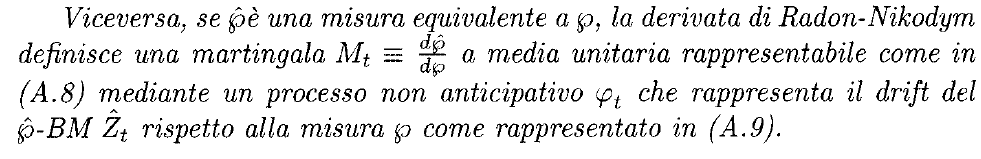 Viceversa, se ℘̂ è una misura equivalente a ℘, la derivata di Radon-Nikodym
definisce una martingala M_t ≡ d℘̂/d℘ a media unitaria rappresentabile come in
(A.8) mediante un processo non anticipativo φ_t che rappresenta il drift del
℘̂-BM Ẑ_t rispetto alla misura ℘ come rappresentato in (A.9).